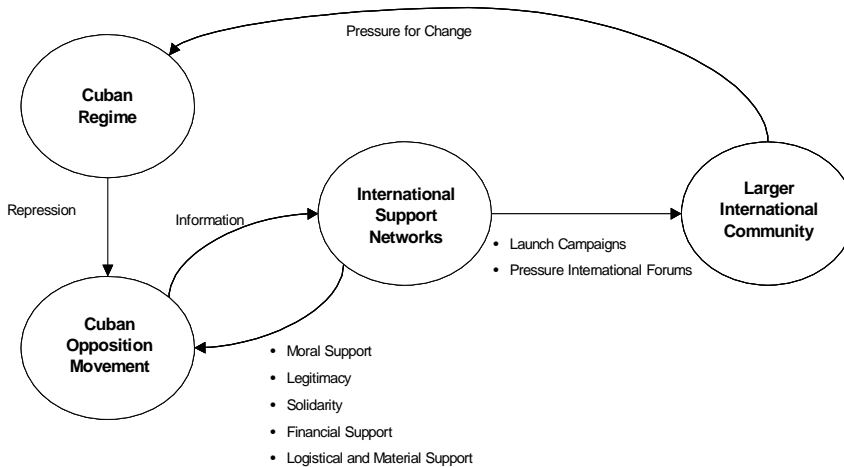 Pressure for Change
Cuban
Regime
Repression
Information
International
Support
Networks
Larger
International
Community
• Launch Campaigns
• Pressure International Forums
Cuban
Opposition
Movement
• Moral Support
• Legitimacy
• Solidarity
• Financial Support
• Logistical and Material Support